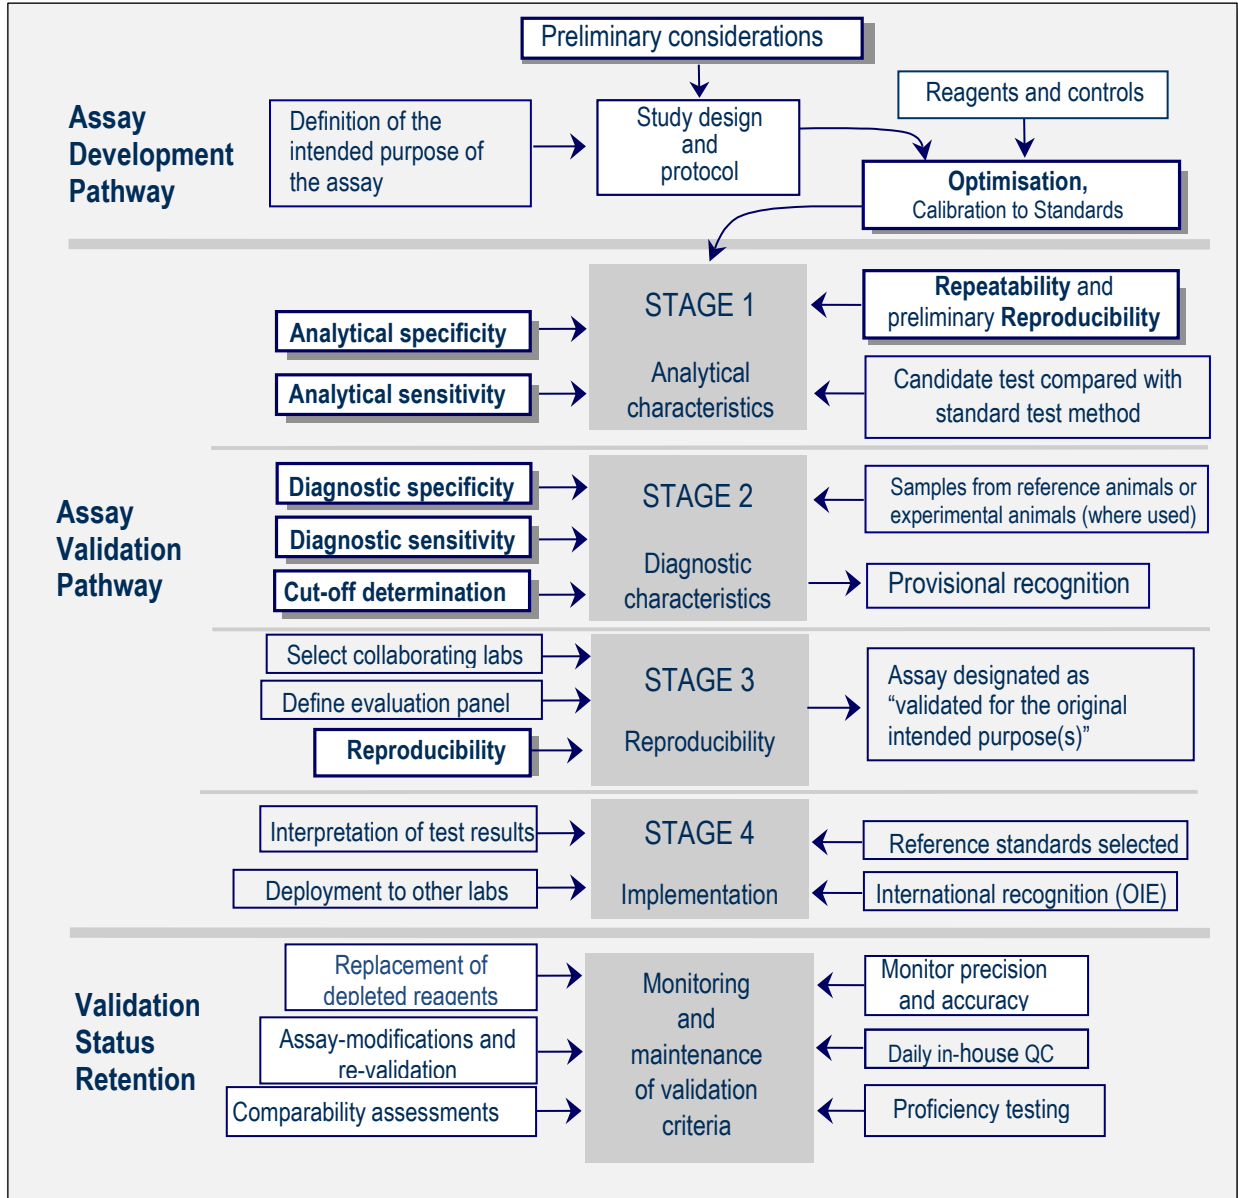 Preliminary considerations
Assay
Development
Pathway
Definition of the
intended purpose of
the assay
Study design
and
protocol
Reagents and controls
Optimisation,
Calibration to Standards
Assay
Validation
Pathway
STAGE 1
Analytical
characteristics
Analytical specificity
Analytical sensitivity
Repeatability and
preliminary Reproducibility
Candidate test compared with
standard test method
STAGE 2
Diagnostic
characteristics
Diagnostic specificity
Diagnostic sensitivity
Cut-off determination
Samples from reference animals or
experimental animals (where used)
Provisional recognition
STAGE 3
Reproducibility
Select collaborating labs
Define evaluation panel
Reproducibility
Assay designated as
“validated for the original
intended purpose(s)”
STAGE 4
Implementation
Interpretation of test results
Deployment to other labs
Reference standards selected
International recognition (OIE)
Validation
Status
Retention
Replacement of
depleted reagents
Assay-modifications and
re-validation
Comparability assessments
Monitoring
and
maintenance
of validation
criteria
Monitor precision
and accuracy
Daily in-house QC
Proficiency testing